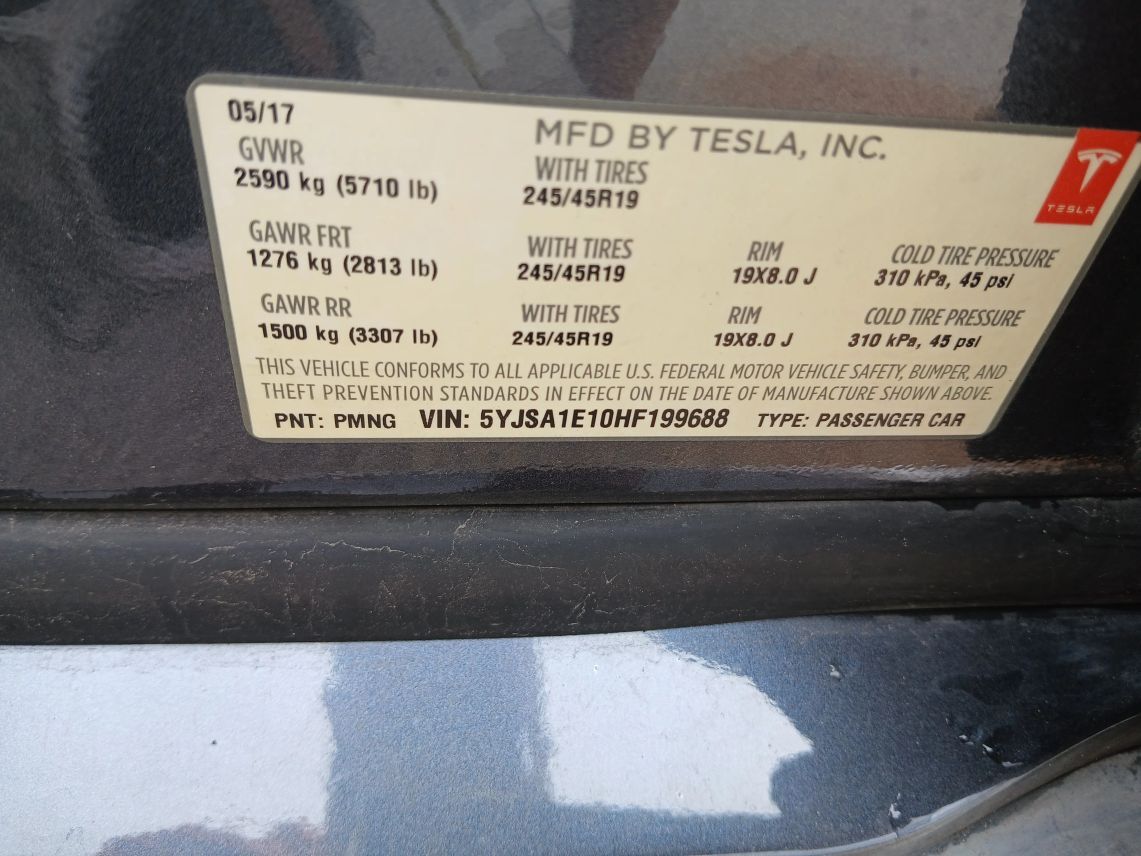 05/17
MFD BY TESLA, INC.
GVWR WITH TIRES
2590 kg (5710 lb) 245/45R19
TESLA
GAWR FRT WITH TIRES RIM COLD TIRE PRESSURE
1276 kg (2813 lb) 245/45R19 19X8.0 J 310 kPa, 45 psi
GAWR RR WITH TIRES RIM COLD TIRE PRESSURE
1500 kg (3307 lb) 245/45R19 19X8.0 J 310 kPa, 45 psi
THIS VEHICLE CONFORMS TO ALL APPLICABLE U.S. FEDERAL MOTOR VEHICLE SAFETY, BUMPER, AND
THEFT PREVENTION STANDARDS IN EFFECT ON THE DATE OF MANUFACTURE SHOWN ABOVE.
PNT: PMNG VIN: 5YJSA1E10HF199688 TYPE: PASSENGER CAR